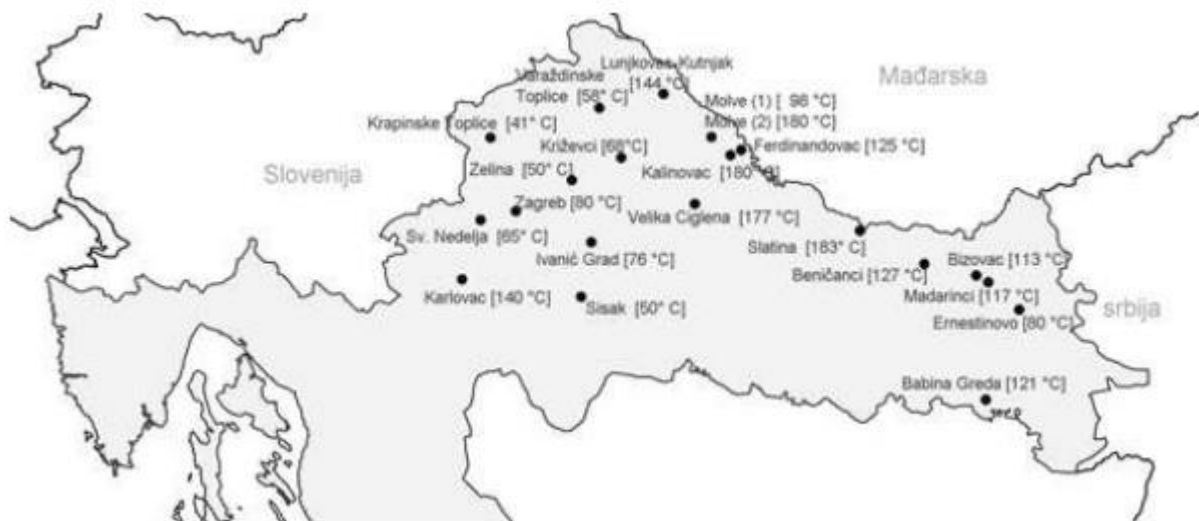 Lunjkovec-Kutnjak
[144 °C]
Varaždinske
Toplice [58° C]
Mađarska
Molve (1) [ 98 °C]
Molve (2) [180 °C]
Krapinske Toplice [41° C]
Križevci [68°C]
Ferdinandovac [125 °C]
Slovenija
Zelina [50° C]
Kalinovac [180° C]
Zagreb [80 °C]
Velika Ciglena [177 °C]
Sv. Nedelja [65° C]
Ivanić Grad [76 °C]
Slatina [183° C]
Bizovac [113 °C]
Beničanci [127 °C]
Karlovac [140 °C]
Sisak [50° C]
Madarinci [117 °C]
srbija
Ernestinovo [80 °C]
Babina Greda [121 °C]